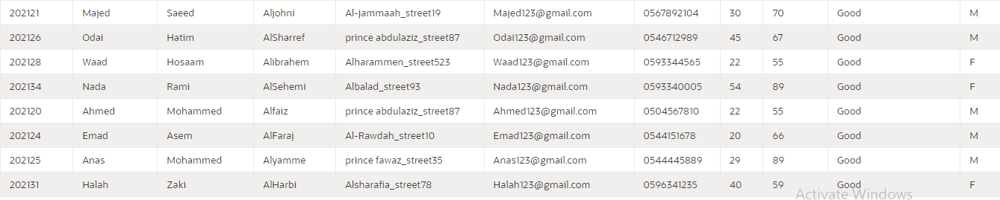 202121 Majed Saeed Aljohni Al-jammaah_street19 Majed123@gmail.com 0567892104 30 70 Good M
202126 Odai Hatim AlSharref prince abdulaziz_street87 Odai123@gmail.com 0546712989 45 67 Good M
202128 Waad Hosaam Alibrahem Alharammen_street523 Waad123@gmail.com 0593344565 22 55 Good F
202134 Nada Rami AlSehemi Albalad_street93 Nada123@gmail.com 0593340005 54 89 Good F
202120 Ahmed Mohammed Alfaiz prince abdulaziz_street87 Ahmed123@gmail.com 0504567810 22 55 Good M
202124 Emad Asem AlFaraj Al-Rawdah_street10 Emad123@gmail.com 0544151678 20 66 Good M
202125 Anas Mohammed Alyamme prince fawaz_street35 Anas123@gmail.com 0544445889 29 89 Good M
202131 Halah Zaki AlHarbi Alsharafia_street78 Halah123@gmail.com 0596341235 40 59 Good F
Activate Windows